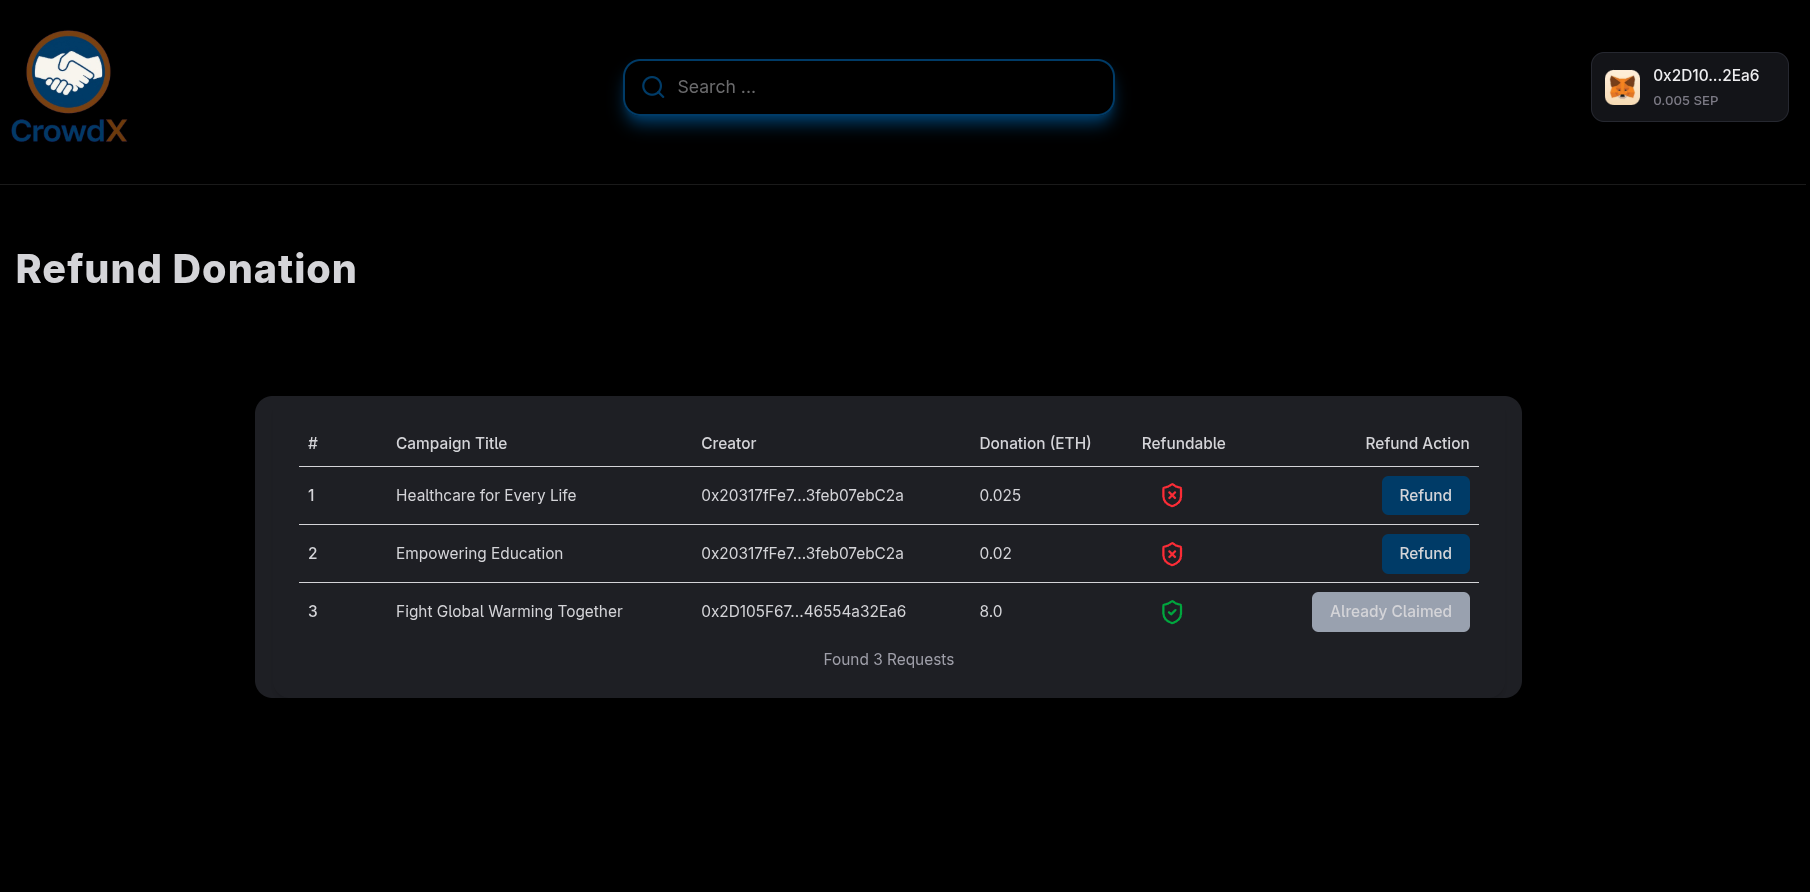 CrowdX
Search ...
0x2D10...2Ea6
0.005 SEP
Refund Donation
# Campaign Title Creator Donation (ETH) Refundable Refund Action
1 Healthcare for Every Life 0x20317fFe7...3feb07ebC2a 0.025 Refund
2 Empowering Education 0x20317fFe7...3feb07ebC2a 0.02 Refund
3 Fight Global Warming Together 0x2D105F67...46554a32Ea6 8.0 Already Claimed
Found 3 Requests